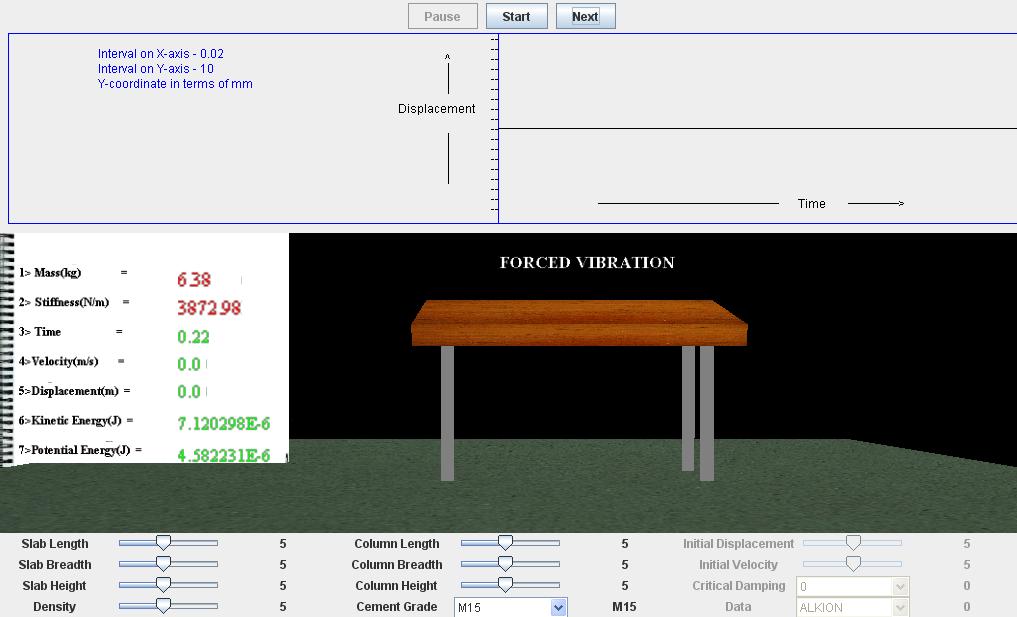 Pause Start Next
Interval on X-axis - 0.02
Interval on Y-axis - 10
Y-coordinate in terms of mm
Displacement
Time
FORCED VIBRATION
1> Mass(kg) = 6.38
2> Stiffness(N/m) = 3872.98
3> Time = 0.22
4>Velocity(m/s) = 0.0
5>Displacement(m) = 0.0
6>Kinetic Energy(J) = 7.120298E-6
7>Potential Energy(J) = 4.582231E-6
Slab Length 5 Column Length 5 Initial Displacement 5
Slab Breadth 5 Column Breadth 5 Initial Velocity 5
Slab Height 5 Column Height 5 Critical Damping 0 0
Density 5 Cement Grade M15 M15 Data ALKION 0